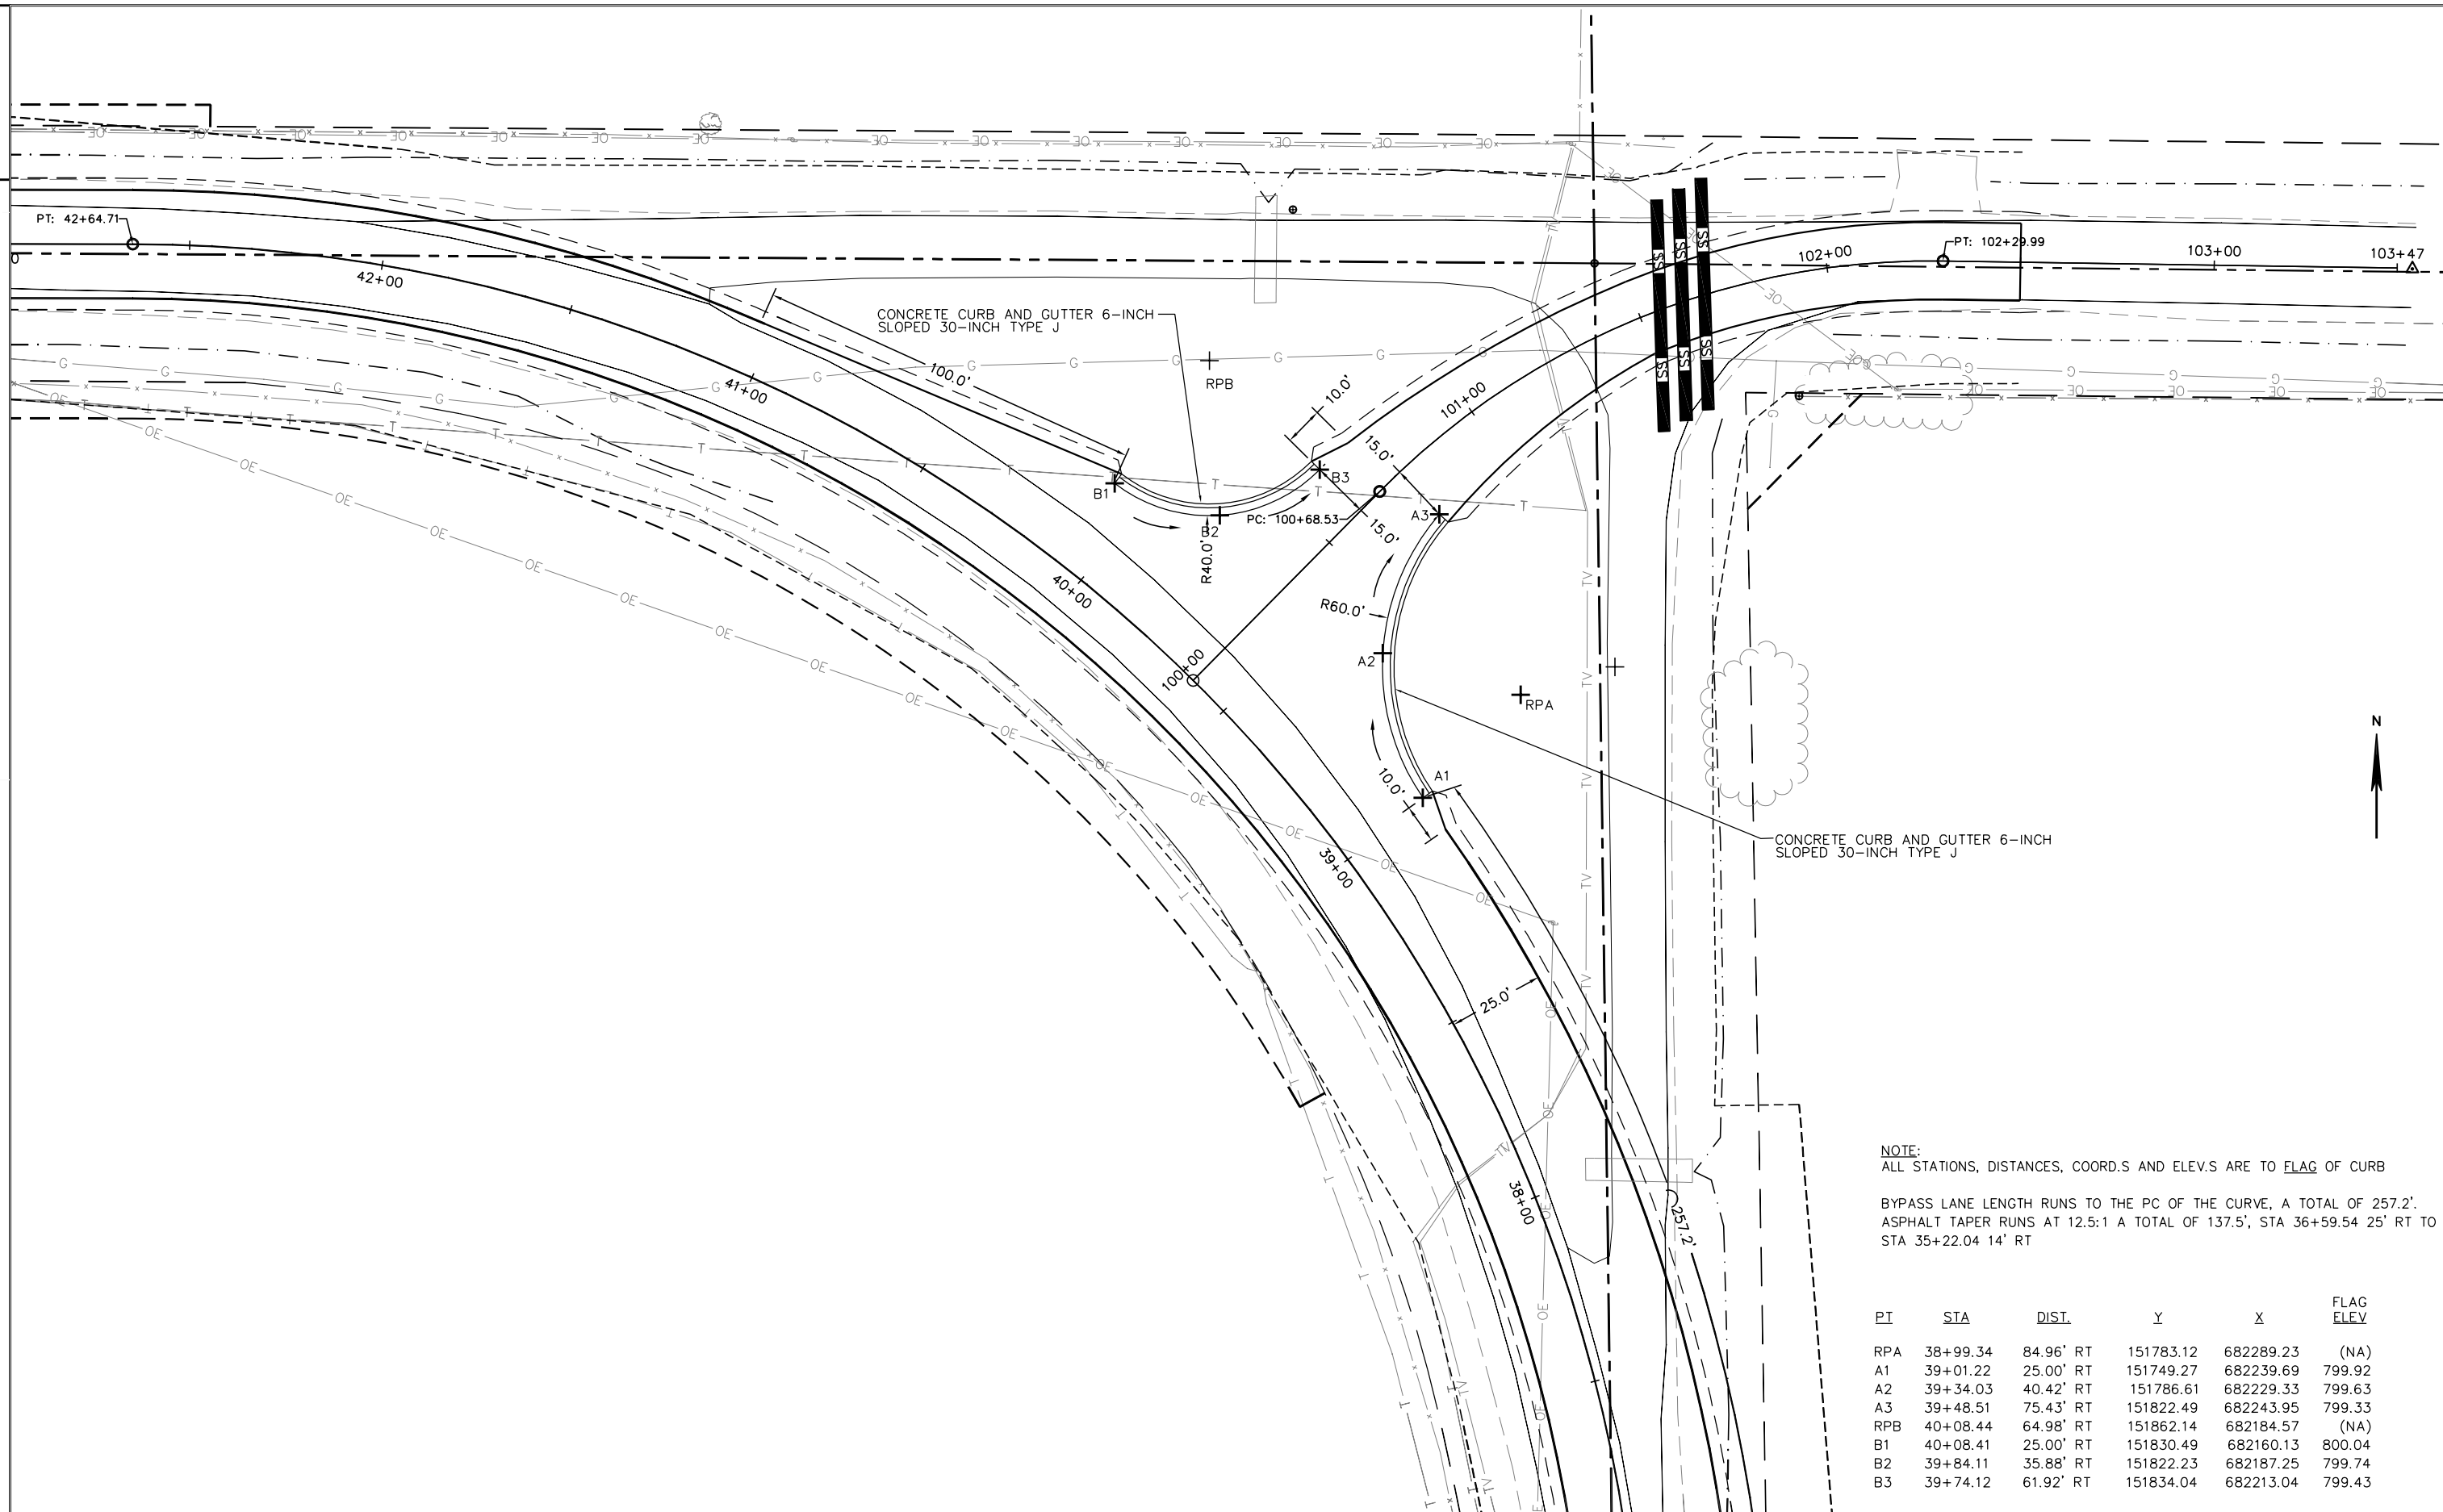 PT: 42+64.71
42+00
41+00
40+00
39+00
38+00
0
CONCRETE CURB AND GUTTER 6-INCH
SLOPED 30-INCH TYPE J
100.0'
RPB
10.0'
15.0'
101+00
102+00
PT: 102+29.99
103+00
103+47
B1
B2
B3
R40.0'
PC: 100+68.53
15.0'
A3
R60.0'
A2
RPA
100+00
10.0'
A1
N
CONCRETE CURB AND GUTTER 6-INCH
SLOPED 30-INCH TYPE J
25.0'
257.2'
SS SS SS
SS SS SS
OE
G
T
TV
NOTE:
ALL STATIONS, DISTANCES, COORD.S AND ELEV.S ARE TO FLAG OF CURB
BYPASS LANE LENGTH RUNS TO THE PC OF THE CURVE, A TOTAL OF 257.2'.
ASPHALT TAPER RUNS AT 12.5:1 A TOTAL OF 137.5', STA 36+59.54 25' RT TO
STA 35+22.04 14' RT
FLAG
PT STA DIST. Y X ELEV
RPA 38+99.34 84.96' RT 151783.12 682289.23 (NA)
A1 39+01.22 25.00' RT 151749.27 682239.69 799.92
A2 39+34.03 40.42' RT 151786.61 682229.33 799.63
A3 39+48.51 75.43' RT 151822.49 682243.95 799.33
RPB 40+08.44 64.98' RT 151862.14 682184.57 (NA)
B1 40+08.41 25.00' RT 151830.49 682160.13 800.04
B2 39+84.11 35.88' RT 151822.23 682187.25 799.74
B3 39+74.12 61.92' RT 151834.04 682213.04 799.43